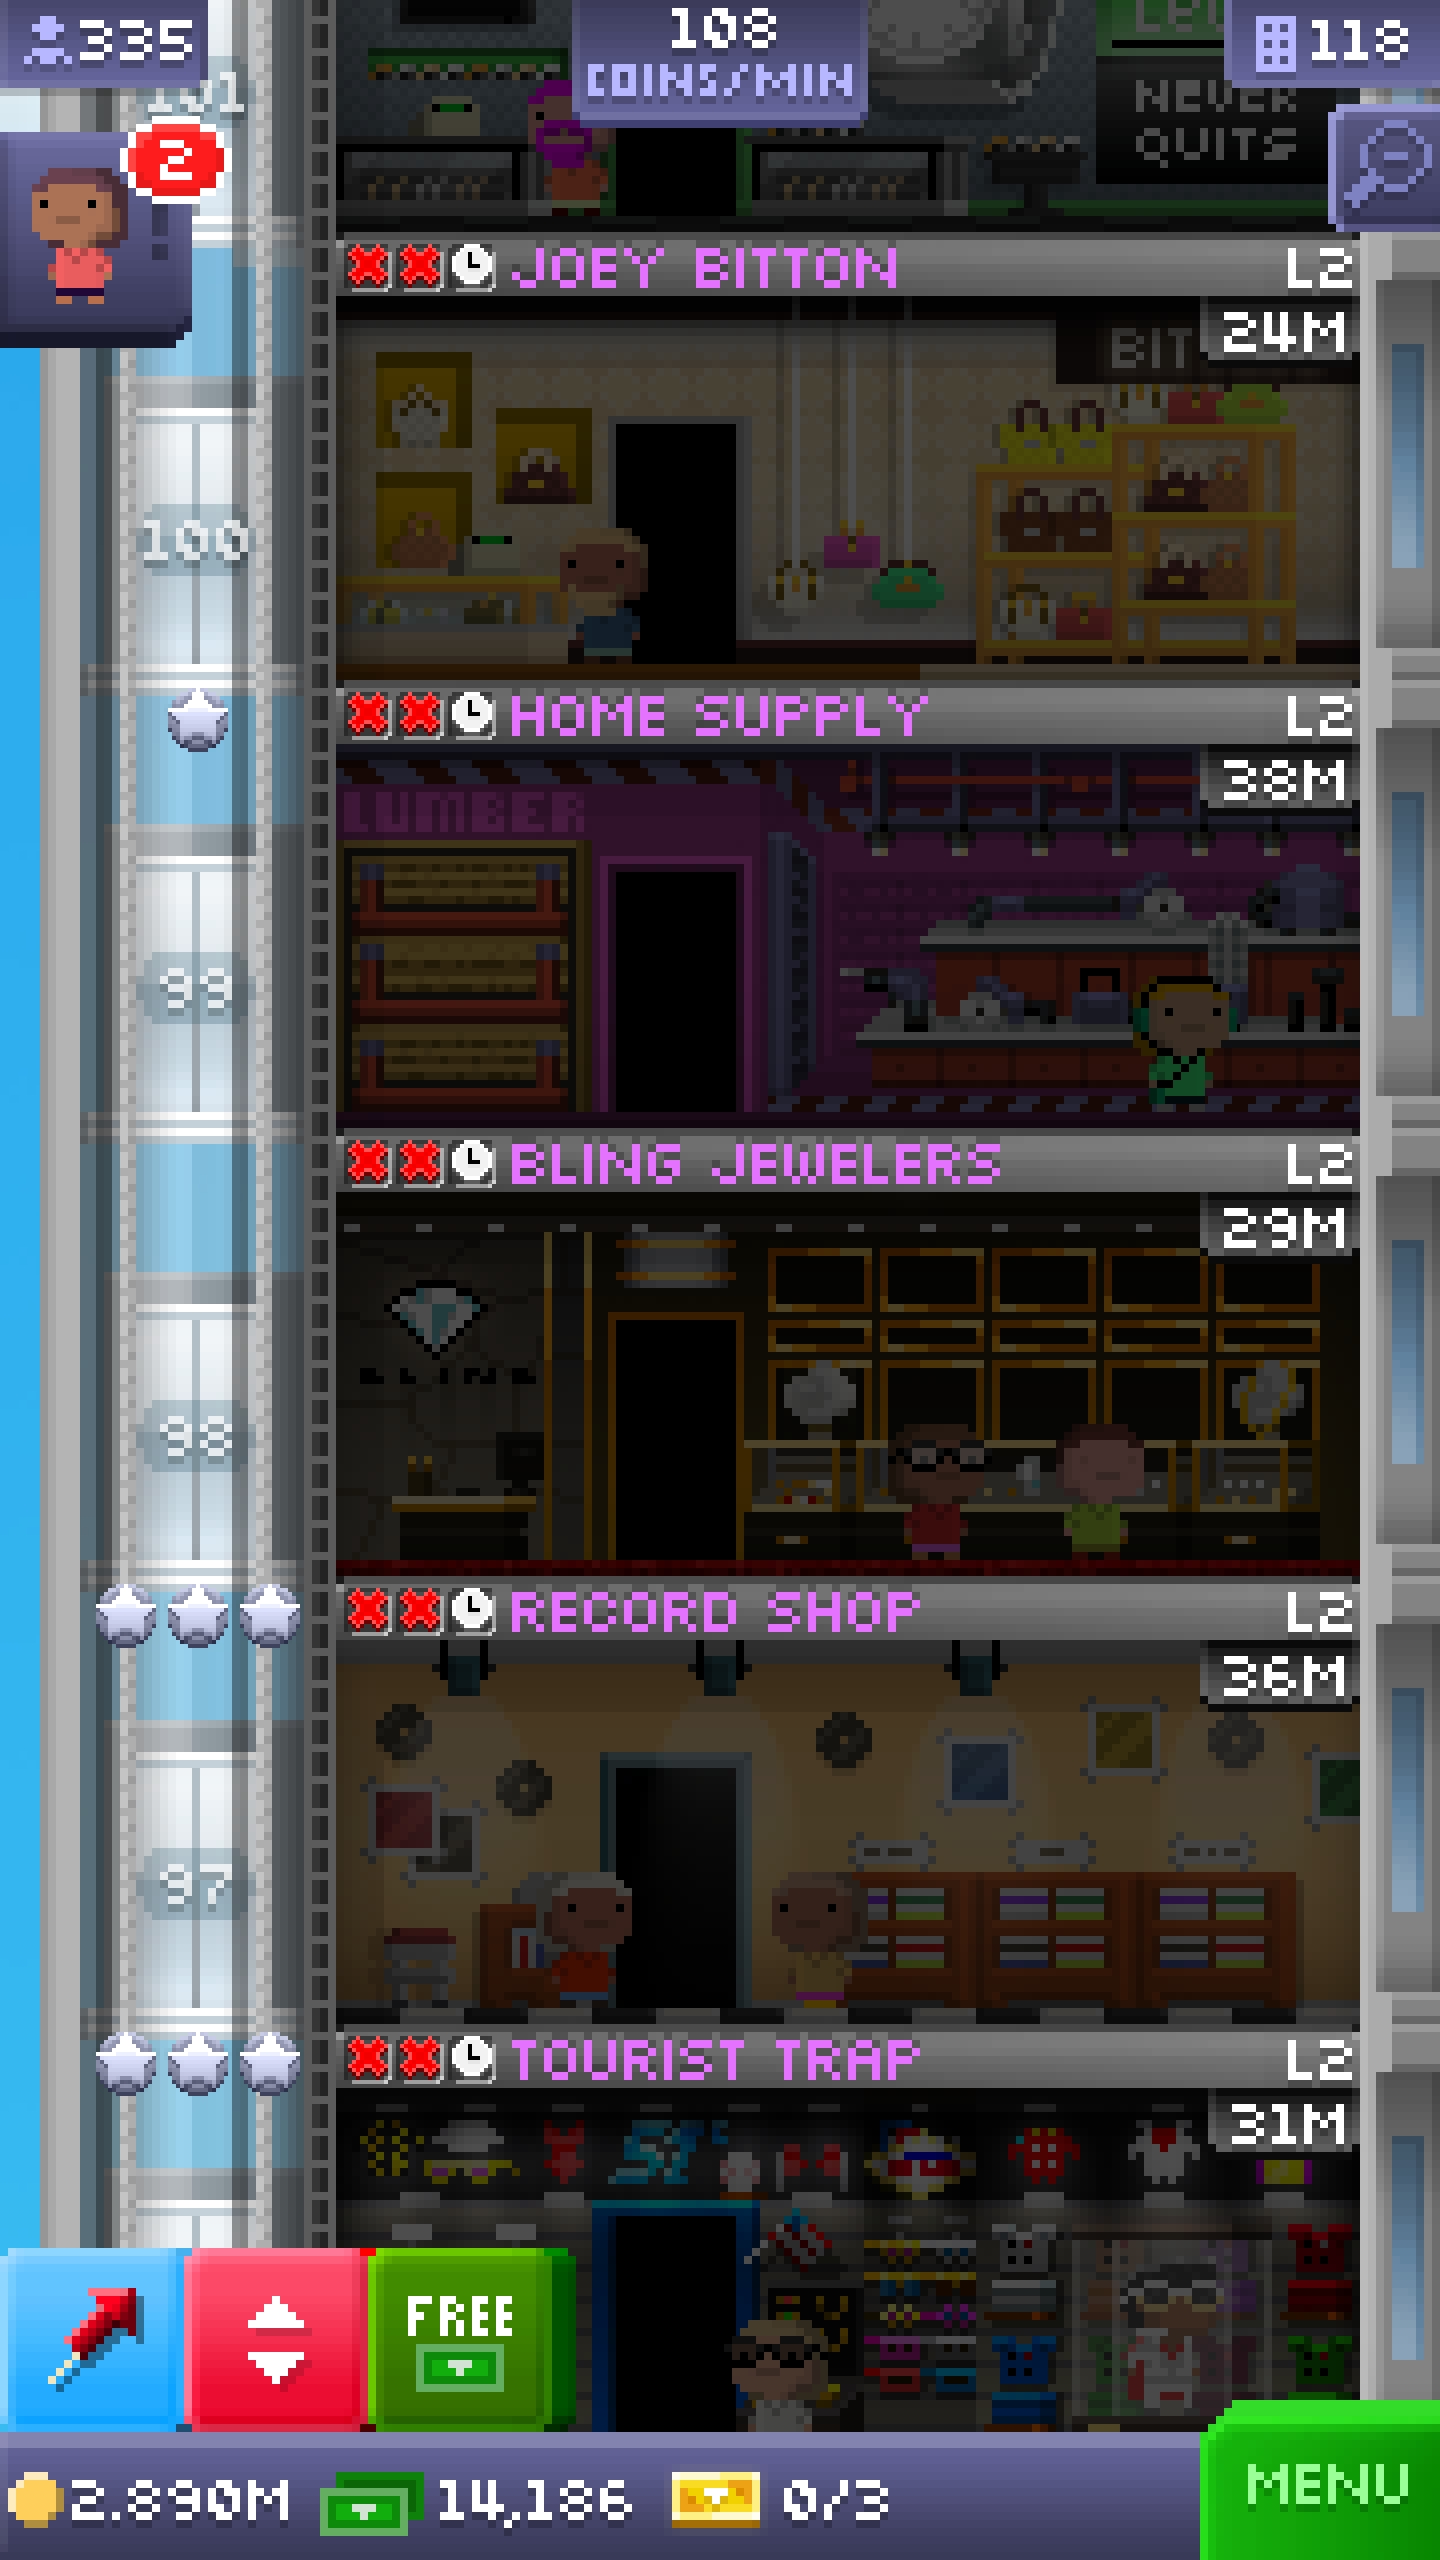 335
108
COINS/MIN
118
101
NEVER
QUITS
2
JOEY BITTON
L2
24M
BIT
100
HOME SUPPLY
L2
38M
LUMBER
99
BLING JEWELERS
L2
29M
BLING
98
RECORD SHOP
L2
36M
97
TOURIST TRAP
L2
31M
FREE
2.890M
14,186
0/3
MENU